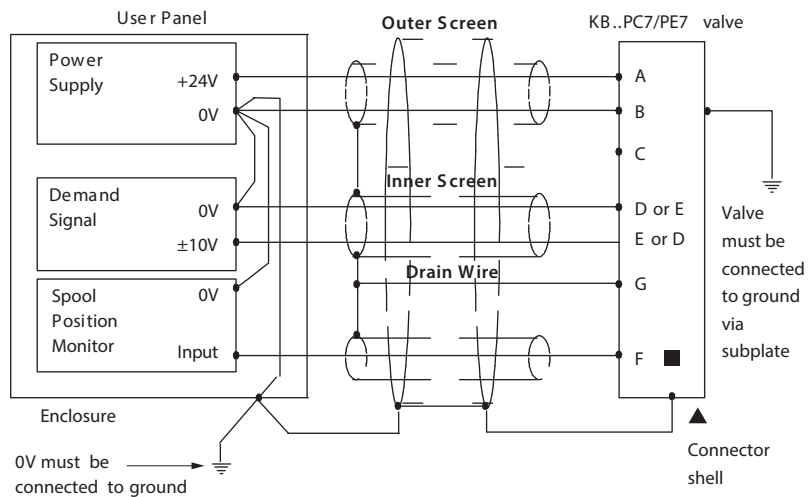 User Panel
Outer Screen
KB..PC7/PE7 valve
Power
Supply
+24V
0V
A
B
C
Inner Screen
Demand
Signal
0V
±10V
D or E
E or D
Valve
must be
connected
to ground
via
subplate
Drain Wire
G
Spool
Position
Monitor
0V
Input
F
Enclosure
Connector
shell
0V must be
connected to ground